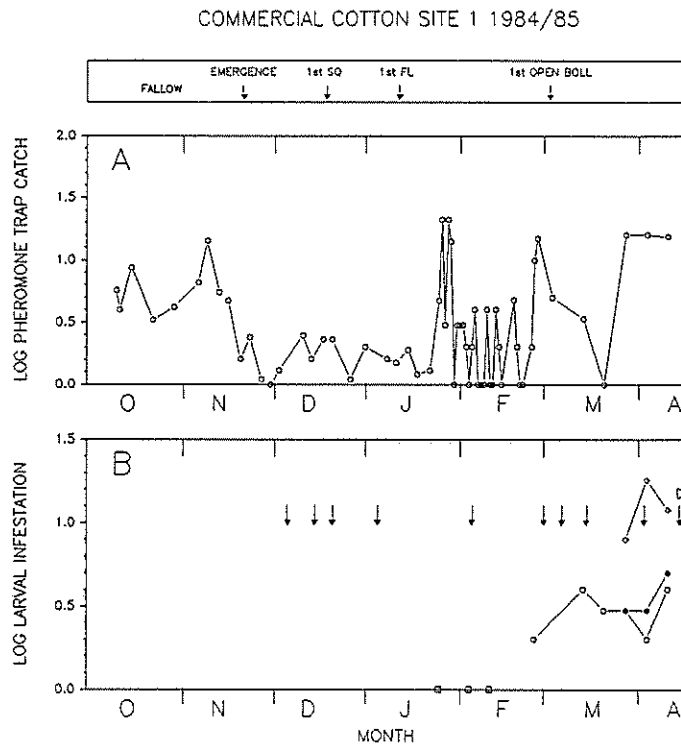 COMMERCIAL COTTON SITE 1 1984/85
EMERGENCE 1st SQ 1st FL 1st OPEN BOLL
FALLOW
LOG PHEROMONE TRAP CATCH
A
2.0
1.5
1.0
0.5
0.0
O N D J F M A
LOG LARVAL INFESTATION
B
1.5
1.0
0.5
0.0
O N D J F M A
MONTH